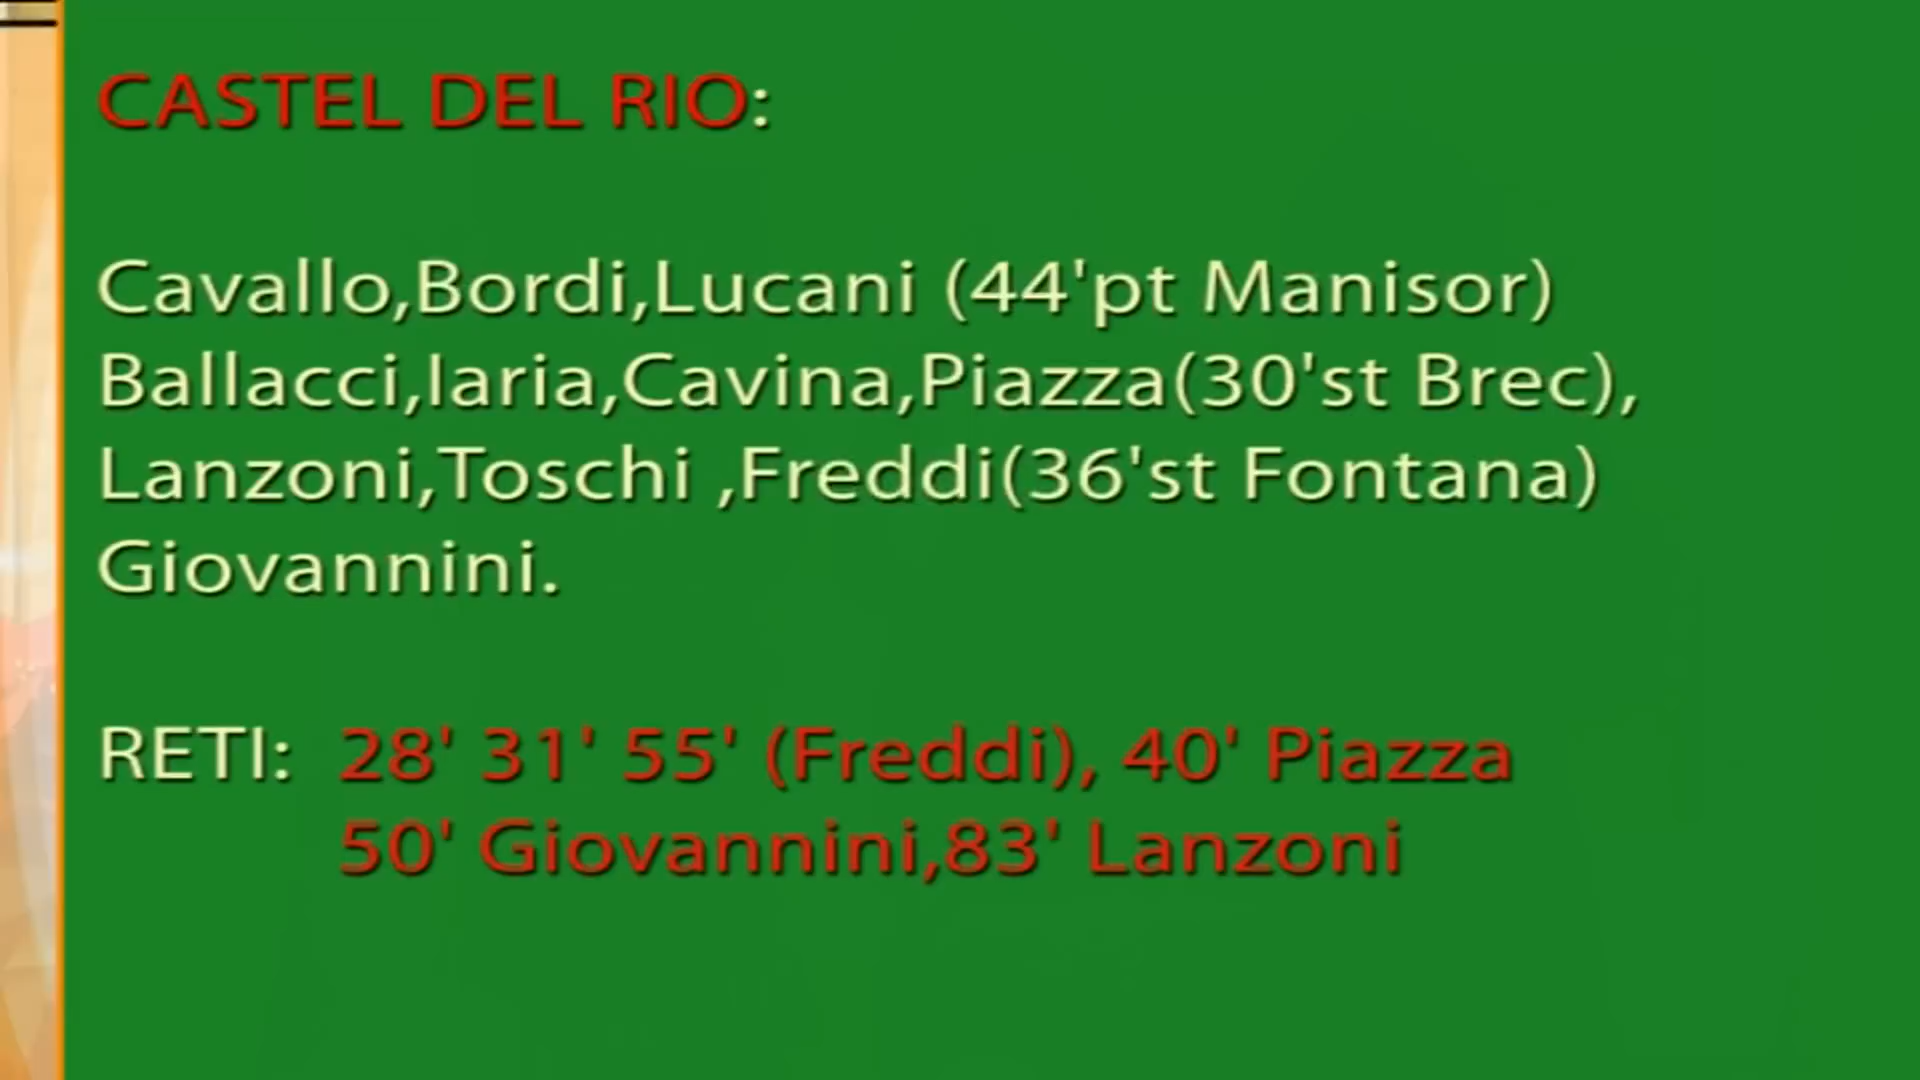 CASTEL DEL RIO:
Cavallo,Bordi,Lucani (44'pt Manisor)
Ballacci,Iaria,Cavina,Piazza(30'st Brec),
Lanzoni,Toschi ,Freddi(36'st Fontana)
Giovannini.
RETI: 28' 31' 55' (Freddi), 40' Piazza
50' Giovannini,83' Lanzoni